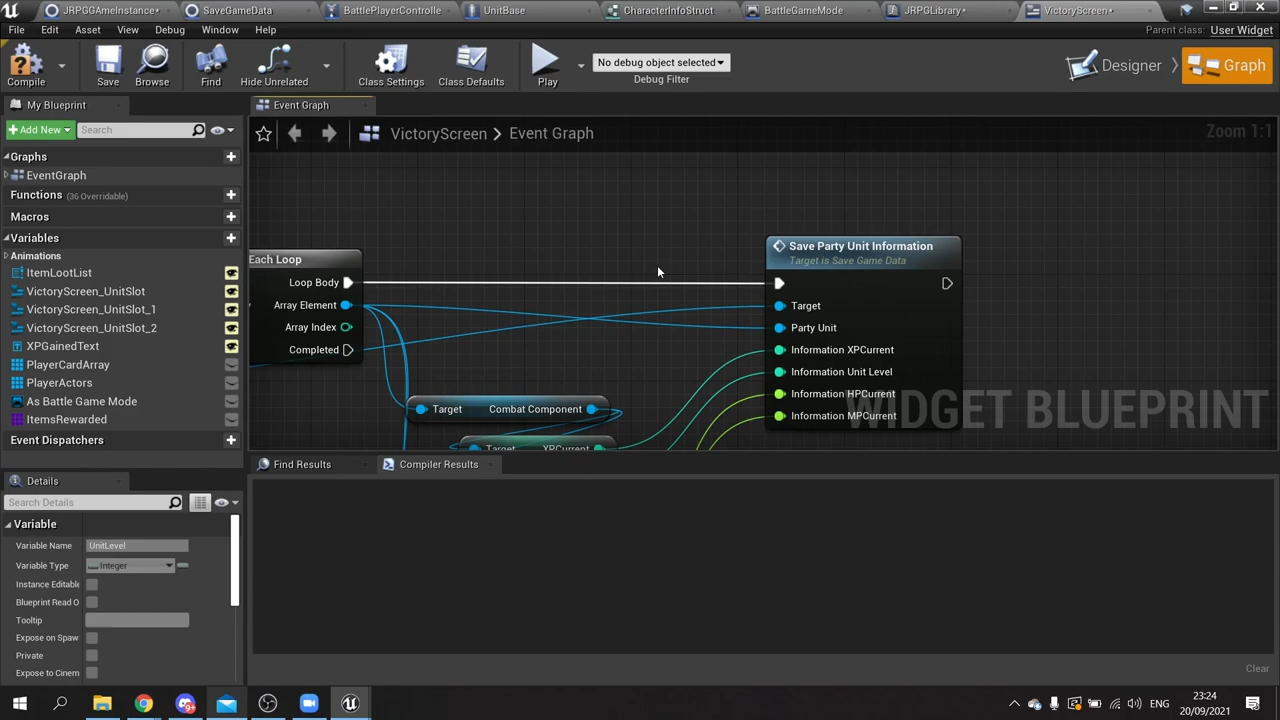 JRPGGAmeInstance*
SaveGameData
BattlePlayerControlle
UnitBase
CharacterInfoStruct
BattleGameMode
JRPGLibrary*
VictoryScreen*
File Edit Asset View Debug Window Help
Parent class: User Widget
Compile
Save
Browse
Find
Hide Unrelated
Class Settings
Class Defaults
Play
No debug object selected
Debug Filter
Designer
Graph
My Blueprint
Event Graph
Add New
Search
VictoryScreen > Event Graph
Zoom 1:1
Graphs
EventGraph
Functions (36 Overridable)
Macros
Variables
Animations
ItemLootList
VictoryScreen_UnitSlot
VictoryScreen_UnitSlot_1
VictoryScreen_UnitSlot_2
XPGainedText
PlayerCardArray
PlayerActors
As Battle Game Mode
ItemsRewarded
Event Dispatchers
Each Loop
Loop Body
Array Element
Array Index
Completed
Target Combat Component
Target XPCurrent
Save Party Unit Information
Target is Save Game Data
Target
Party Unit
Information XPCurrent
Information Unit Level
Information HPCurrent
Information MPCurrent
WIDGET BLUEPRINT
Find Results
Compiler Results
Clear
Details
Search Details
Variable
Variable Name UnitLevel
Variable Type Integer
Instance Editable
Blueprint Read O
Tooltip
Expose on Spaw
Private
Expose to Cinem
ENG
23:24
20/09/2021